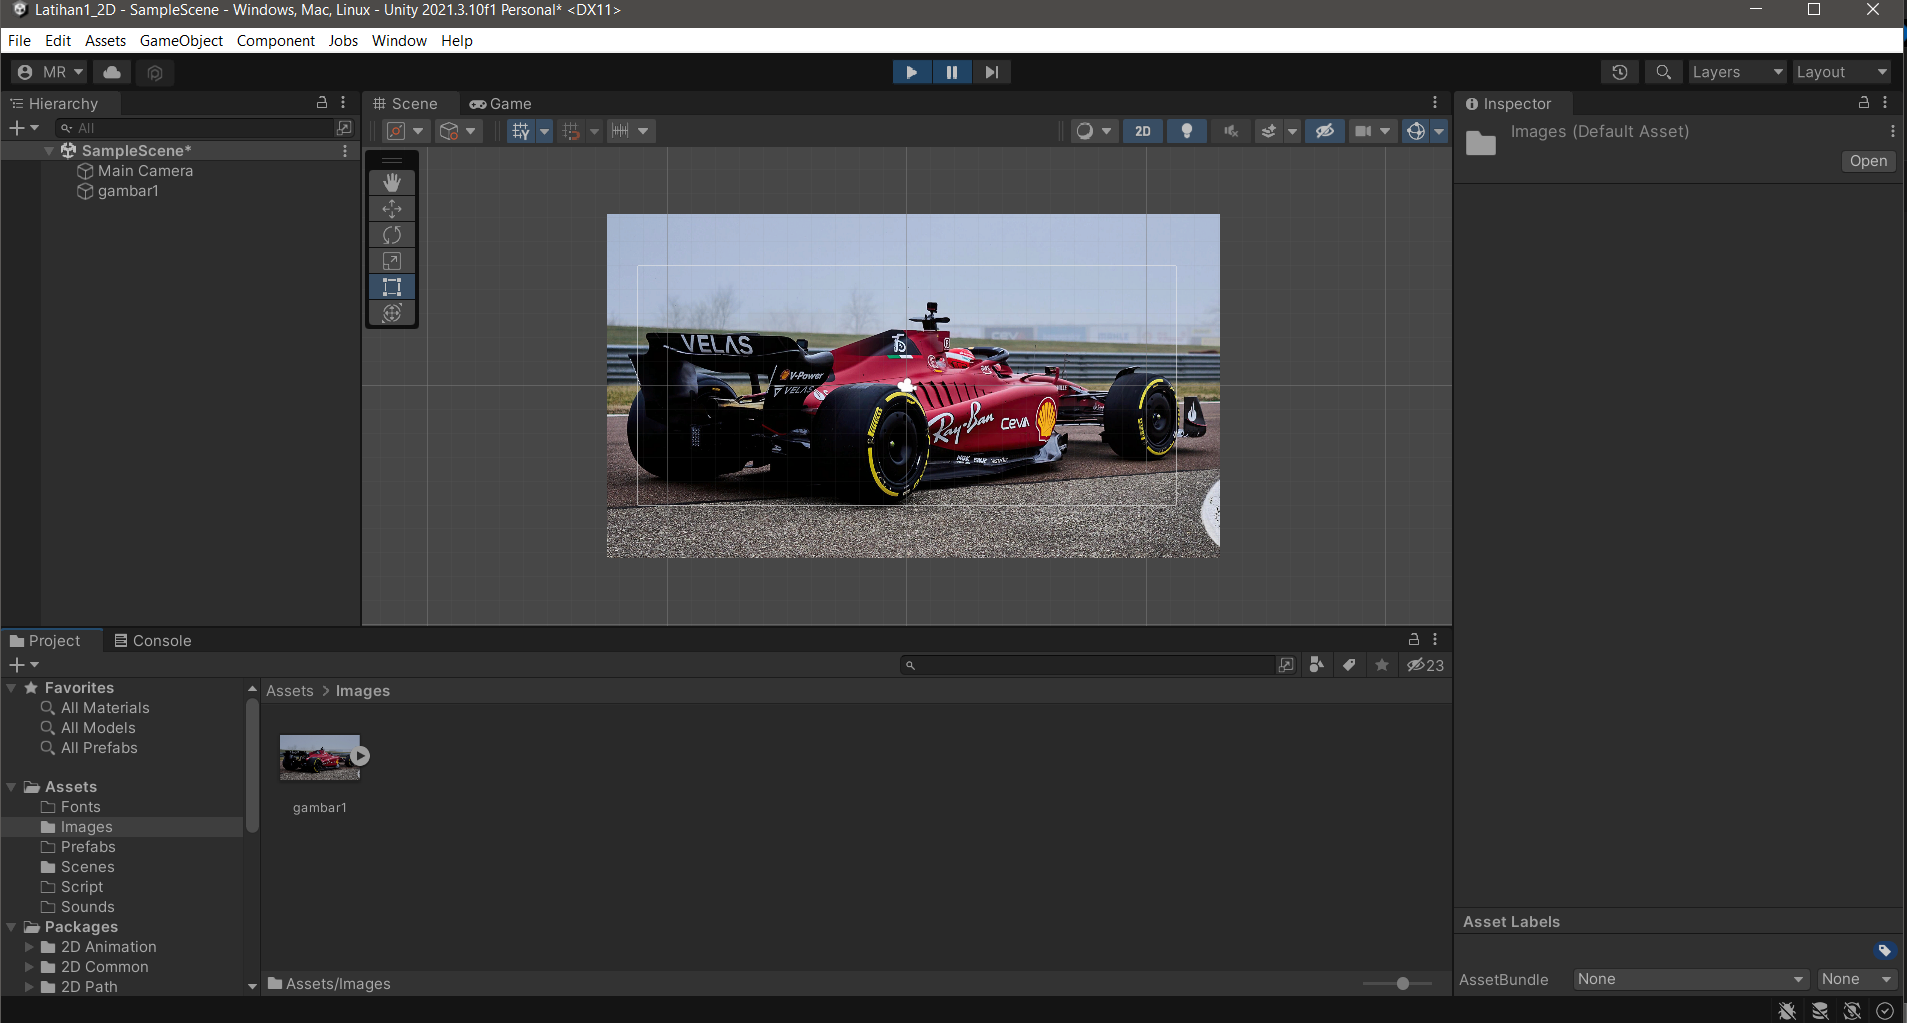 Latihan1_2D - SampleScene - Windows, Mac, Linux - Unity 2021.3.10f1 Personal* <DX11>
File Edit Assets GameObject Component Jobs Window Help
MR
Layers
Layout
Hierarchy
All
SampleScene*
Main Camera
gambar1
Scene
Game
2D
VELAS
V-Power
VELAS
Ray-Ban
CeVA
Inspector
Images (Default Asset)
Open
Project
Console
23
Favorites
All Materials
All Models
All Prefabs
Assets
Fonts
Images
Prefabs
Scenes
Script
Sounds
Packages
2D Animation
2D Common
2D Path
Assets > Images
gambar1
Assets/Images
Asset Labels
AssetBundle
None
None